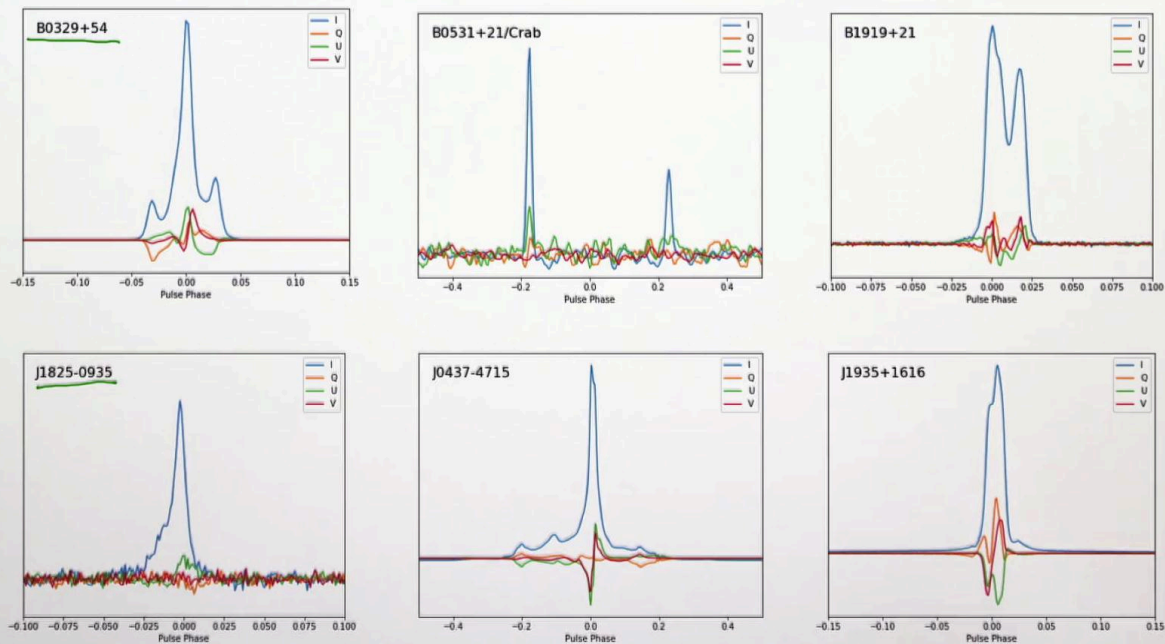 B0329+54
I
Q
U
V
−0.15 −0.10 −0.05 0.00 0.05 0.10 0.15
Pulse Phase
B0531+21/Crab
I
Q
U
V
−0.4 −0.2 0.0 0.2 0.4
Pulse Phase
B1919+21
I
Q
U
V
−0.100 −0.075 −0.050 −0.025 0.000 0.025 0.050 0.075 0.100
Pulse Phase
J1825-0935
I
Q
U
V
−0.100 −0.075 −0.050 −0.025 0.000 0.025 0.050 0.075 0.100
Pulse Phase
J0437-4715
I
Q
U
V
−0.4 −0.2 0.0 0.2 0.4
Pulse Phase
J1935+1616
I
Q
U
V
−0.15 −0.10 −0.05 0.00 0.05 0.10 0.15
Pulse Phase